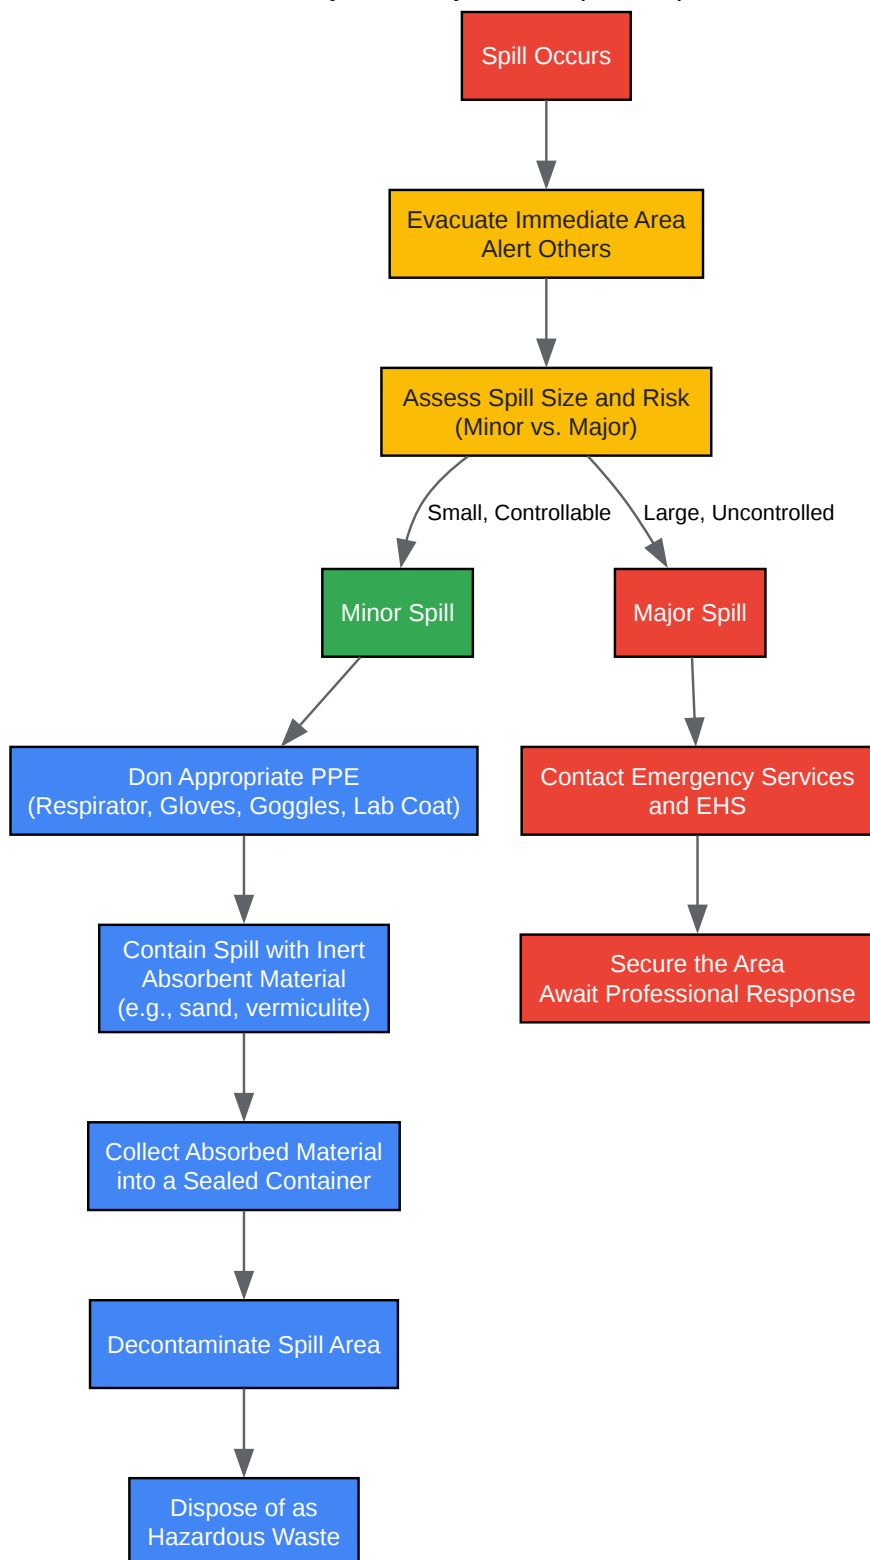 Spill Occurs
Evacuate Immediate Area
Alert Others
Assess Spill Size and Risk
(Minor vs. Major)
Small, Controllable
Large, Uncontrolled
Minor Spill
Major Spill
Don Appropriate PPE
(Respirator, Gloves, Goggles, Lab Coat)
Contact Emergency Services
and EHS
Contain Spill with Inert
Absorbent Material
(e.g., sand, vermiculite)
Secure the Area
Await Professional Response
Collect Absorbed Material
into a Sealed Container
Decontaminate Spill Area
Dispose of as
Hazardous Waste